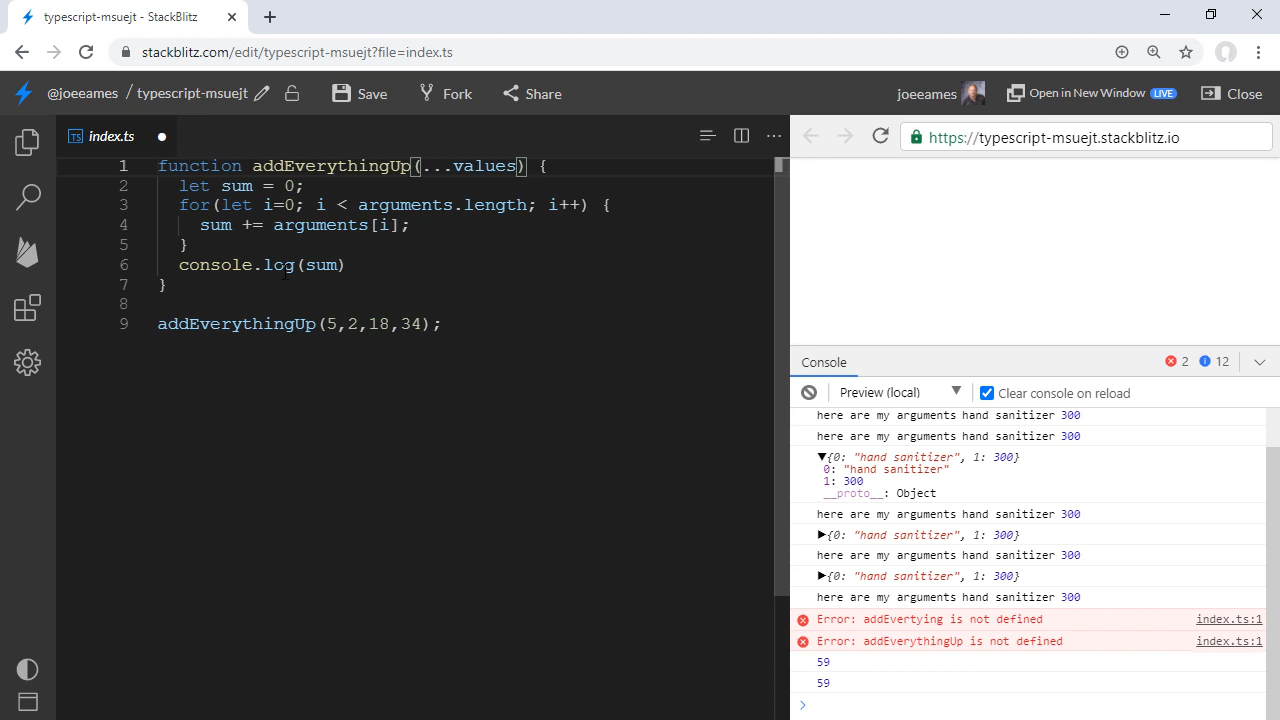 typescript-msuejt - StackBlitz
stackblitz.com/edit/typescript-msuejt?file=index.ts
@joeeames / typescript-msuejt Save Fork Share joeeames Open in New Window LIVE Close
TS index.ts
https://typescript-msuejt.stackblitz.io
1 function addEverythingUp(...values) {
2 let sum = 0;
3 for(let i=0; i < arguments.length; i++) {
4 sum += arguments[i];
5 }
6 console.log(sum)
7 }
8
9 addEverythingUp(5,2,18,34);
Console 2 12
Preview (local) Clear console on reload
here are my arguments hand sanitizer 300
here are my arguments hand sanitizer 300
▼{0: "hand sanitizer", 1: 300}
0: "hand sanitizer"
1: 300
__proto__: Object
here are my arguments hand sanitizer 300
▶{0: "hand sanitizer", 1: 300}
here are my arguments hand sanitizer 300
▶{0: "hand sanitizer", 1: 300}
here are my arguments hand sanitizer 300
Error: addEvertying is not defined index.ts:1
Error: addEverythingUp is not defined index.ts:1
59
59